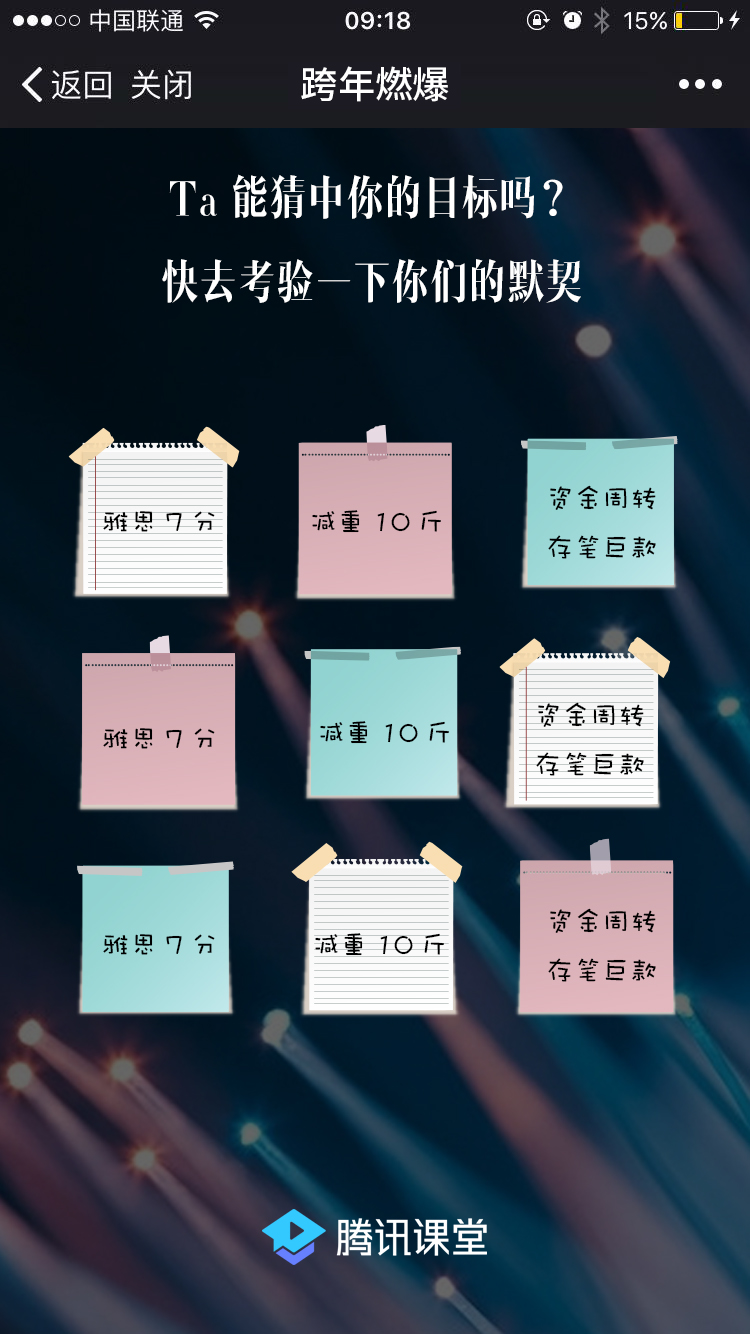 中国联通
09:18
15%
返回 关闭
跨年燃爆
Ta 能猜中你的目标吗？
快去考验一下你们的默契
雅思 7 分
减重 10 斤
资金周转
存笔巨款
雅思 7 分
减重 10 斤
资金周转
存笔巨款
雅思 7 分
减重 10 斤
资金周转
存笔巨款
腾讯课堂